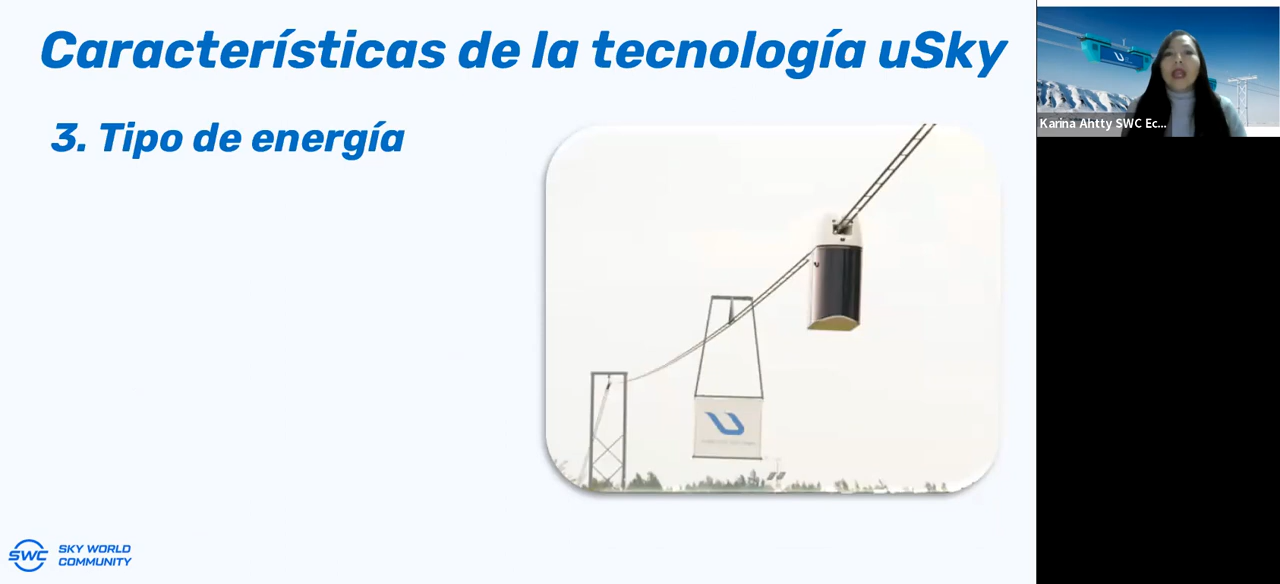 Características de la tecnología uSky
3. Tipo de energía
Karina Ahtty SWC Ec...
SWC SKY WORLD
COMMUNITY